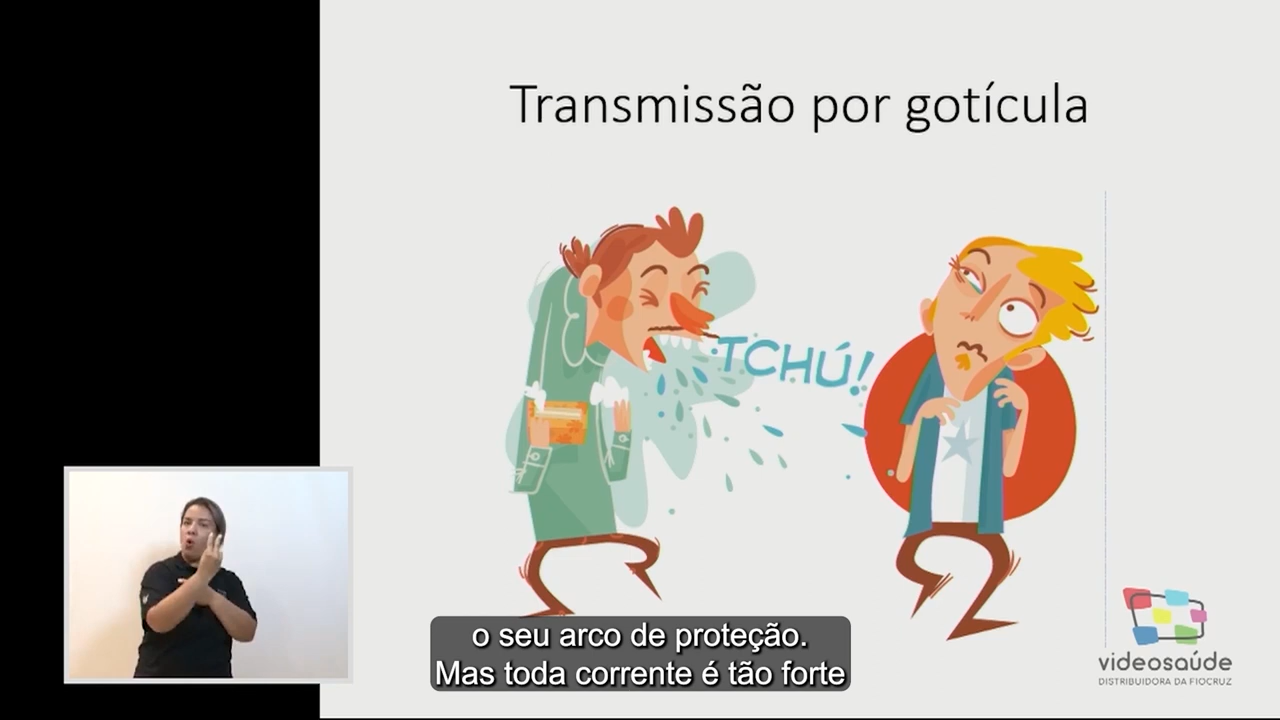 Transmissão por gotícula
TCHÚ!
o seu arco de proteção.
Mas toda corrente é tão forte
videosaúde
DISTRIBUIDORA DA FIOCRUZ